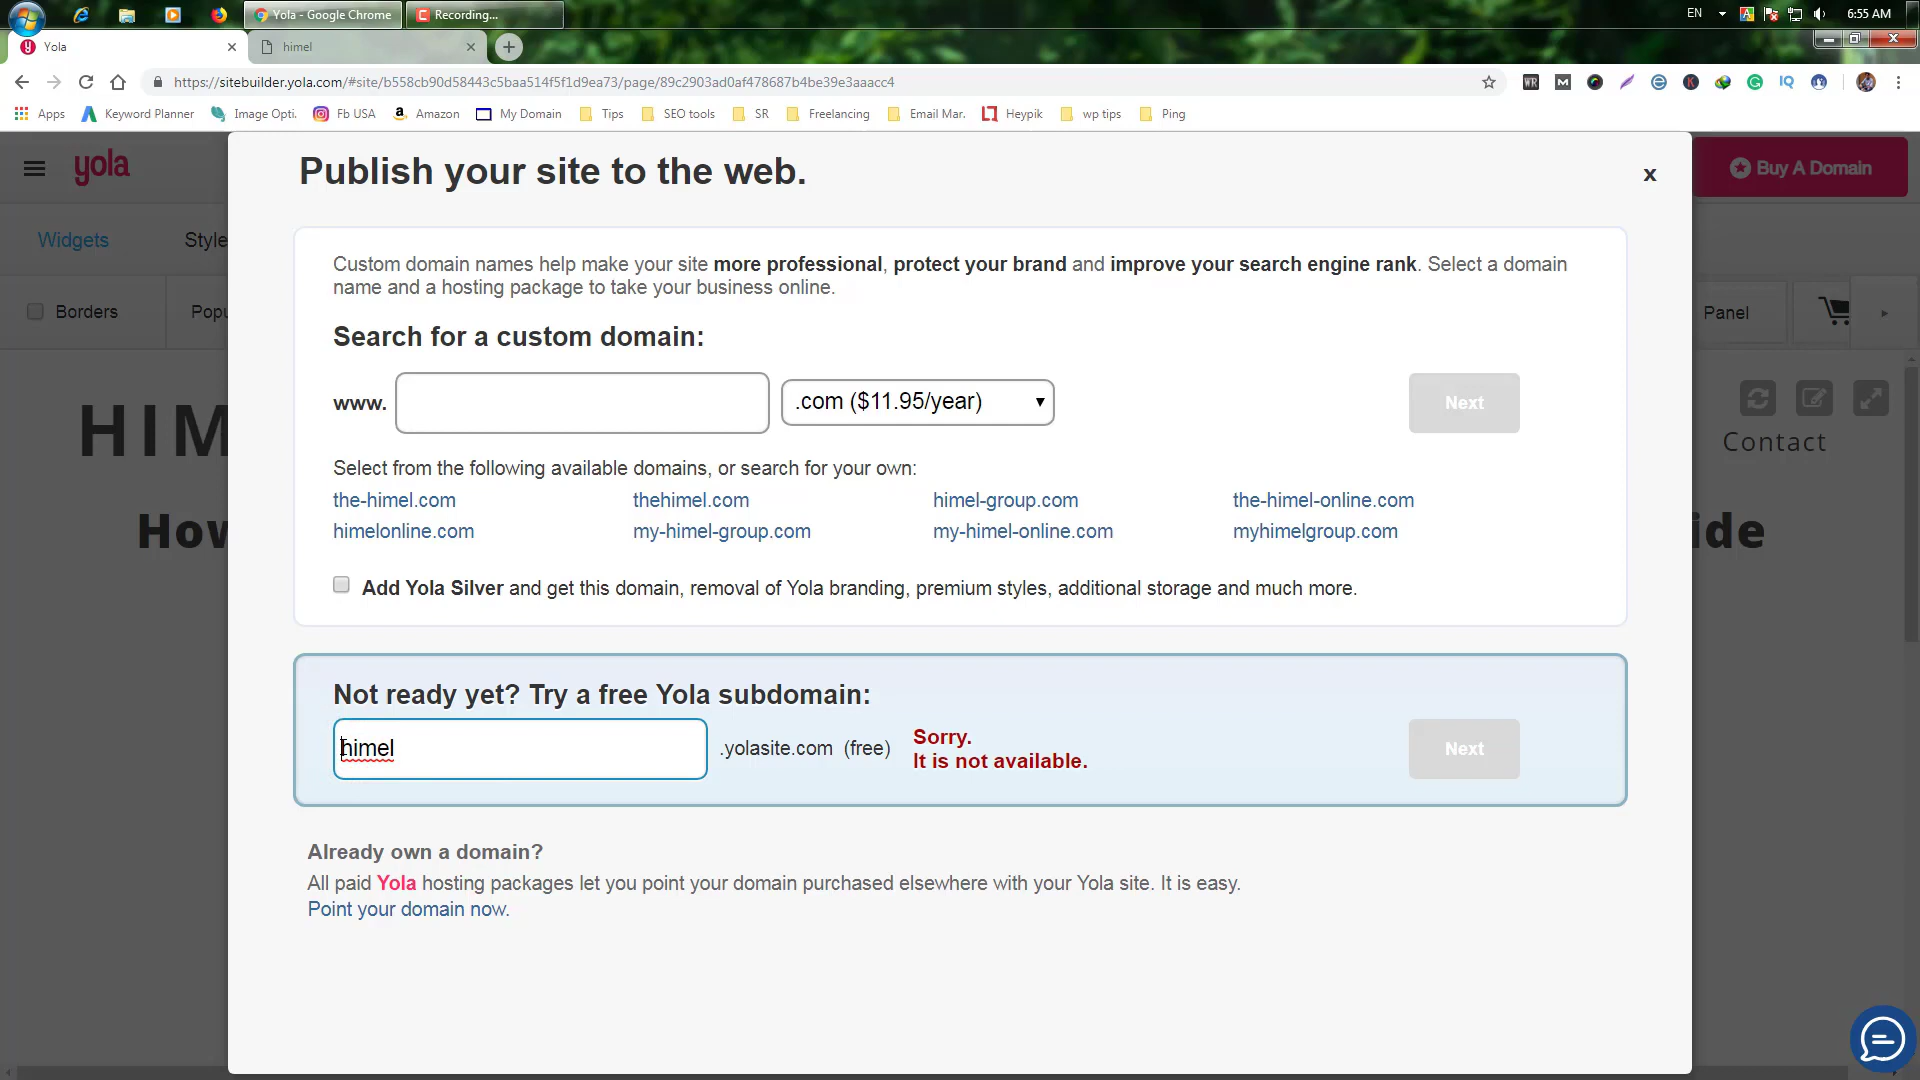 Yola - Google Chrome
Recording...
EN
6:55 AM
Yola
himel
https://sitebuilder.yola.com/#site/b558cb90d58443c5baa514f5f1d9ea73/page/89c2903ad0af478687b4be39e3aaacc4
Apps
Keyword Planner
Image Opti.
Fb USA
Amazon
My Domain
Tips
SEO tools
SR
Freelancing
Email Mar.
Heypik
wp tips
Ping
yola
Publish your site to the web.
x
Buy A Domain
Widgets
Style
Borders
Popu
Panel
Custom domain names help make your site more professional, protect your brand and improve your search engine rank. Select a domain
name and a hosting package to take your business online.
Search for a custom domain:
www.
.com ($11.95/year)
Next
HIM
Contact
Select from the following available domains, or search for your own:
the-himel.com
thehimel.com
himel-group.com
the-himel-online.com
himelonline.com
my-himel-group.com
my-himel-online.com
myhimelgroup.com
How
ide
Add Yola Silver and get this domain, removal of Yola branding, premium styles, additional storage and much more.
Not ready yet? Try a free Yola subdomain:
himel
.yolasite.com (free)
Sorry.
It is not available.
Next
Already own a domain?
All paid Yola hosting packages let you point your domain purchased elsewhere with your Yola site. It is easy.
Point your domain now.